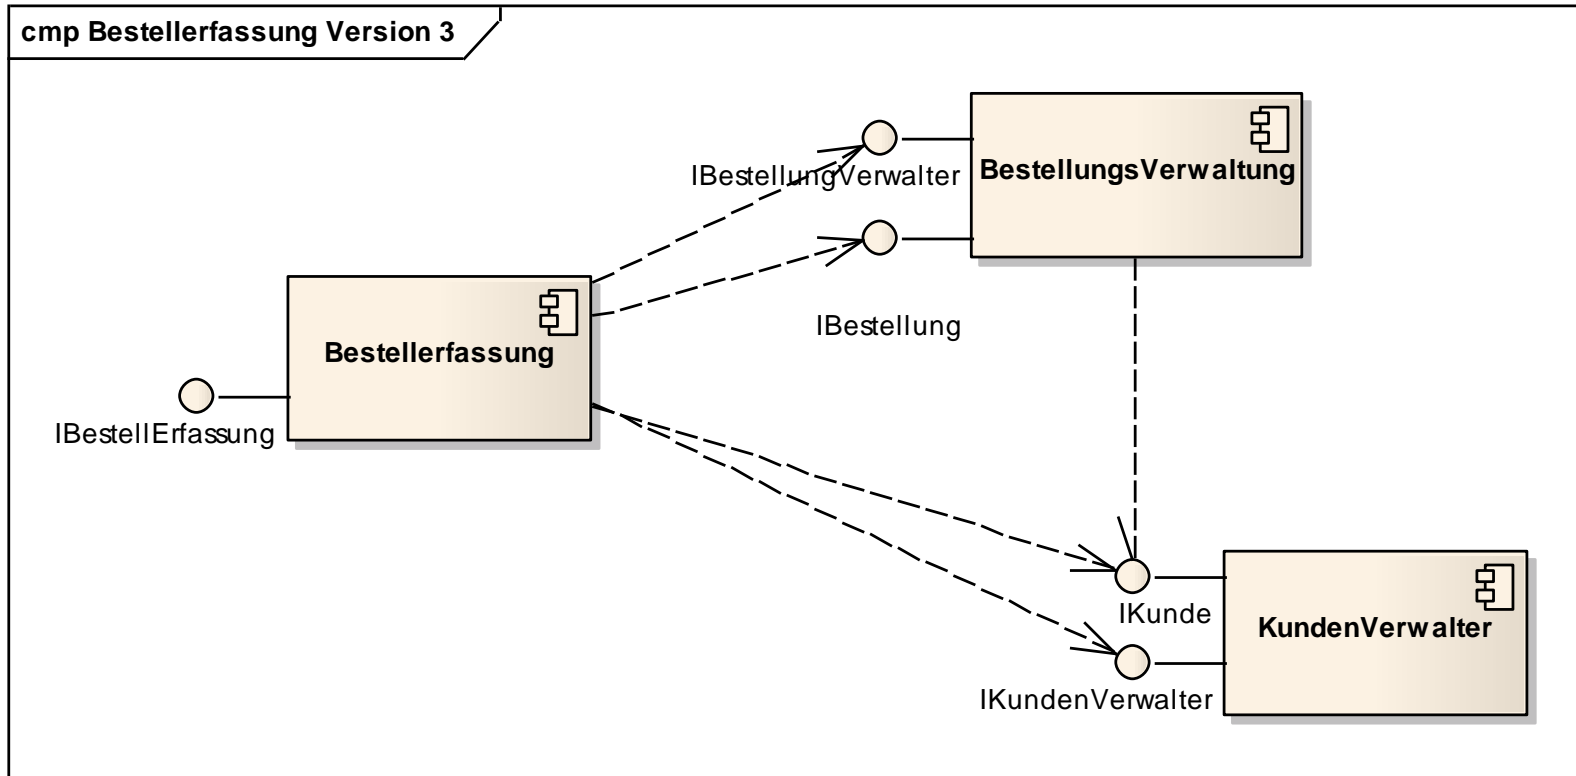 cmp Bestellerfassung Version 3
IBestellungVerwalter
BestellungsVerwaltung
IBestellung
Bestellerfassung
IBestellErfassung
IKunde
KundenVerwalter
IKundenVerwalter